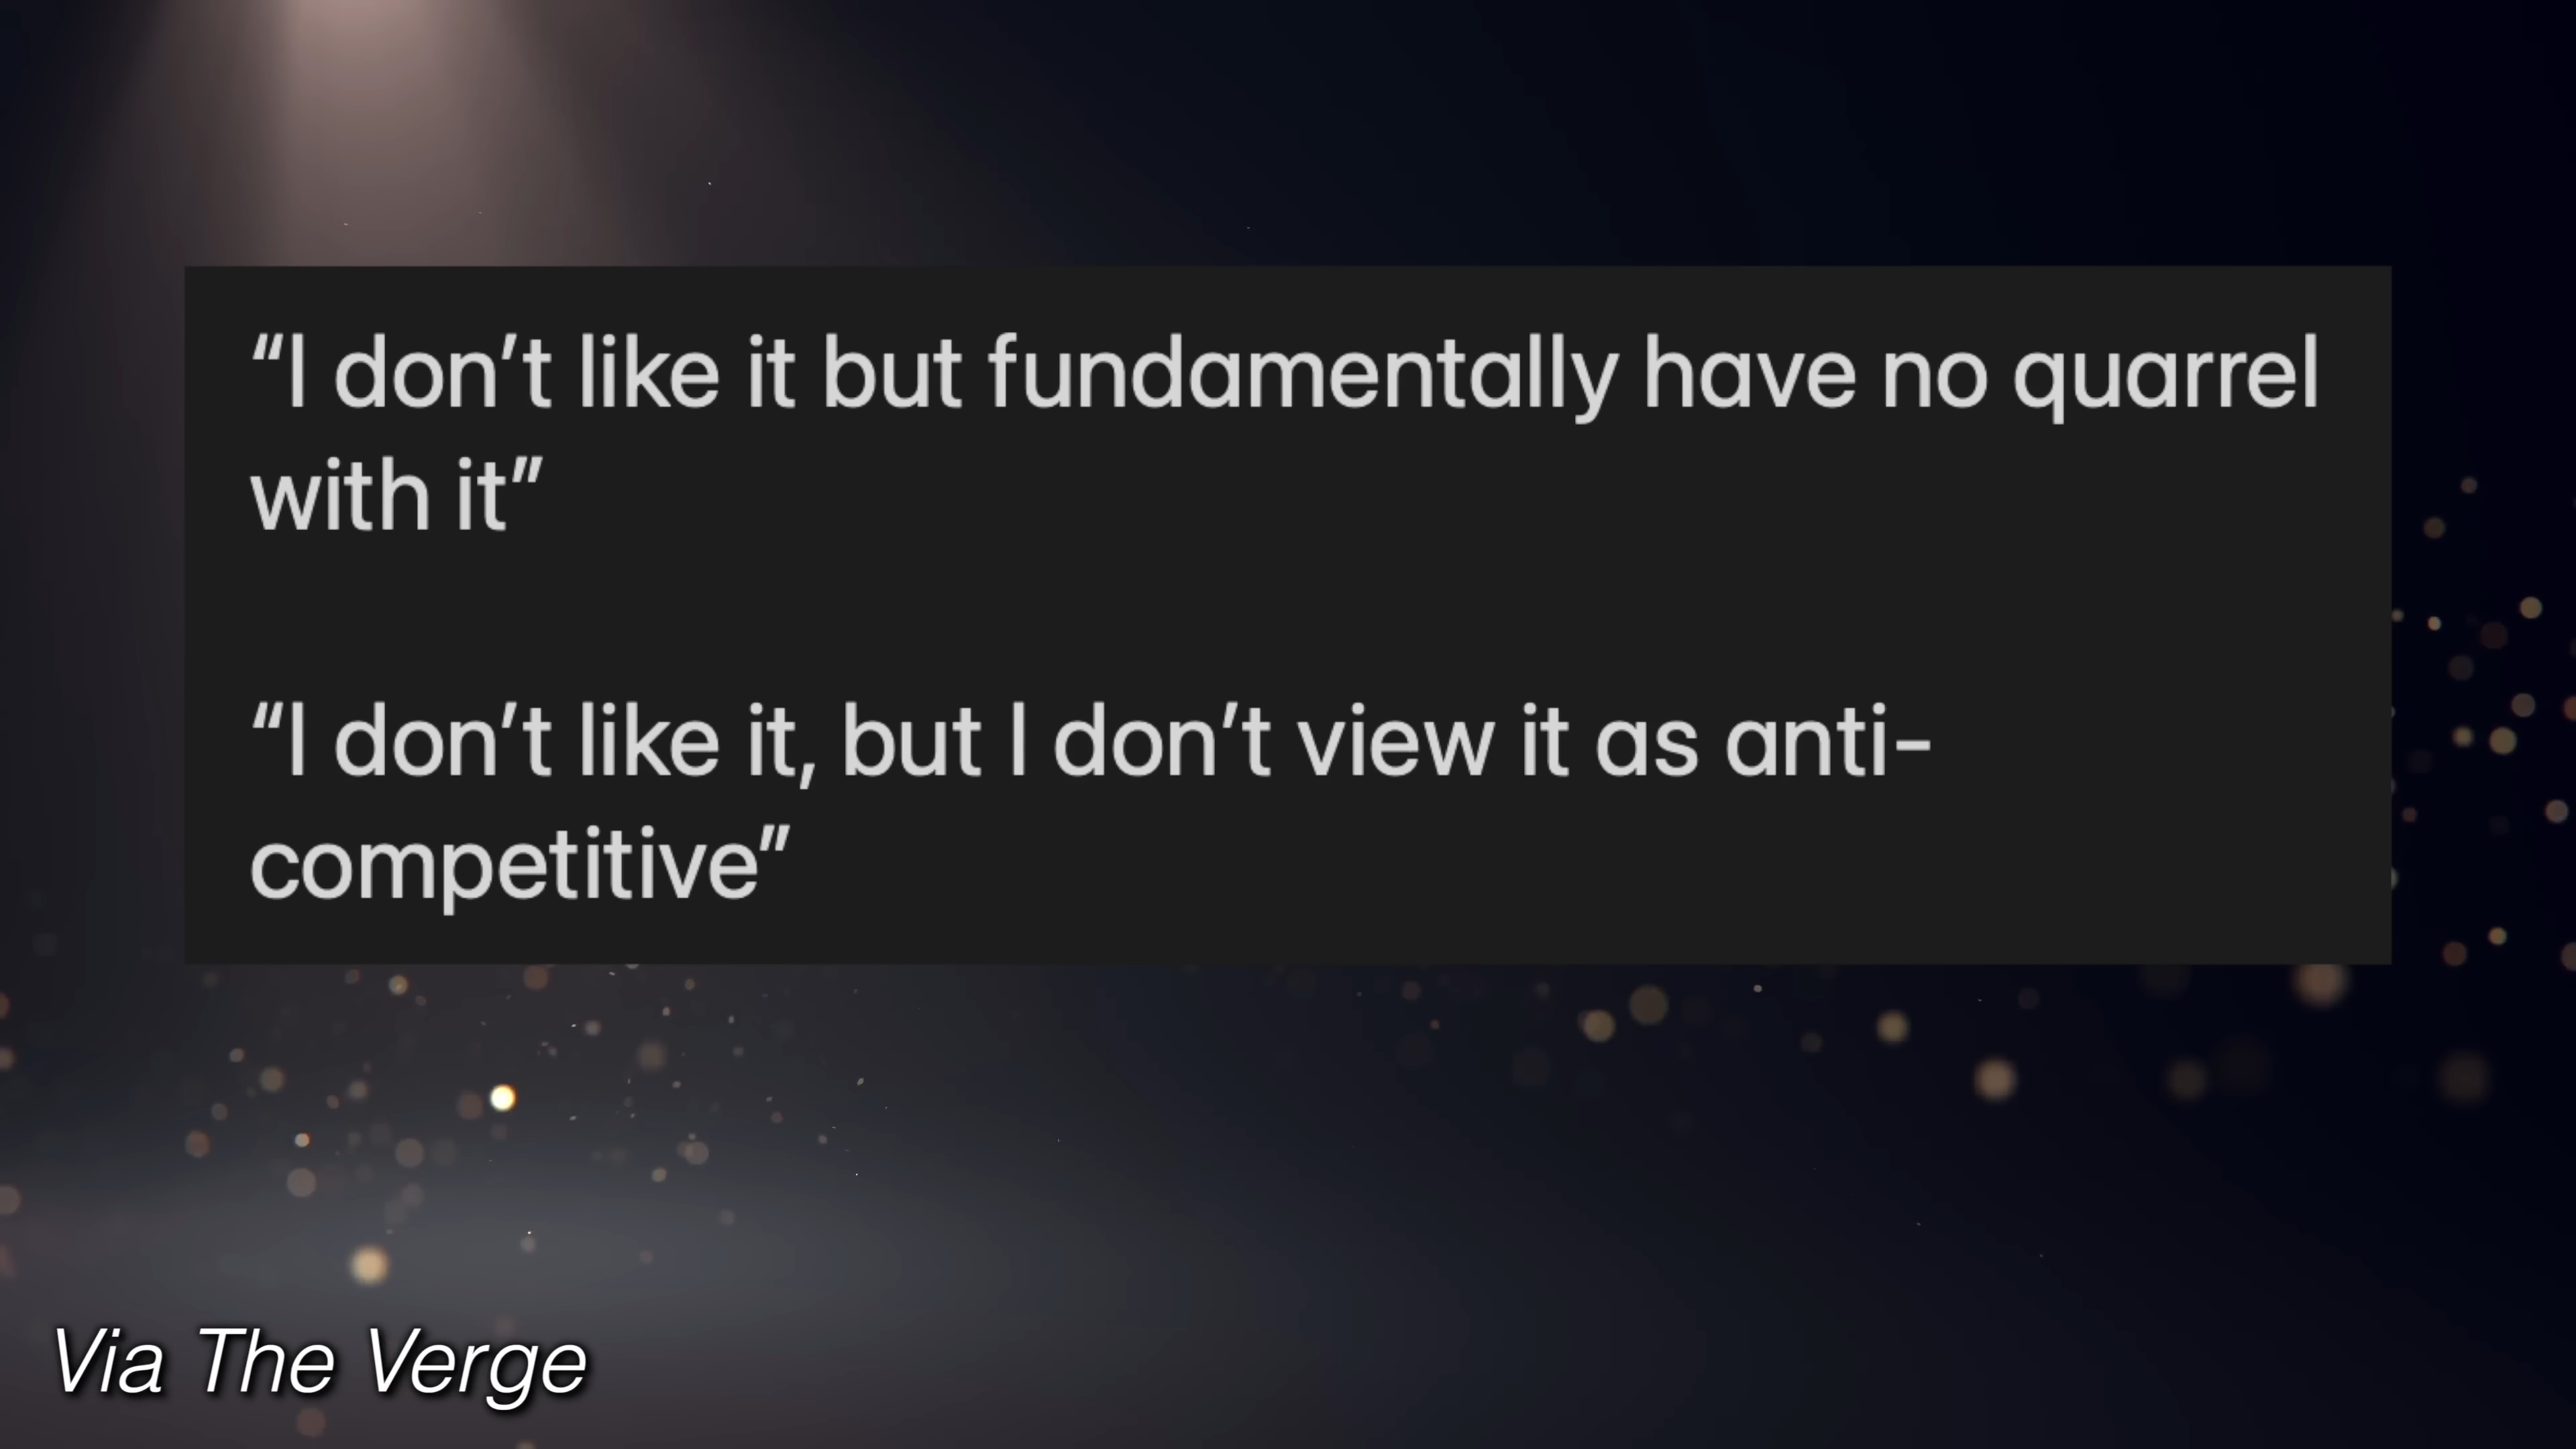 “I don’t like it but fundamentally have no quarrel
with it”
“I don’t like it, but I don’t view it as anti-
competitive”
Via The Verge